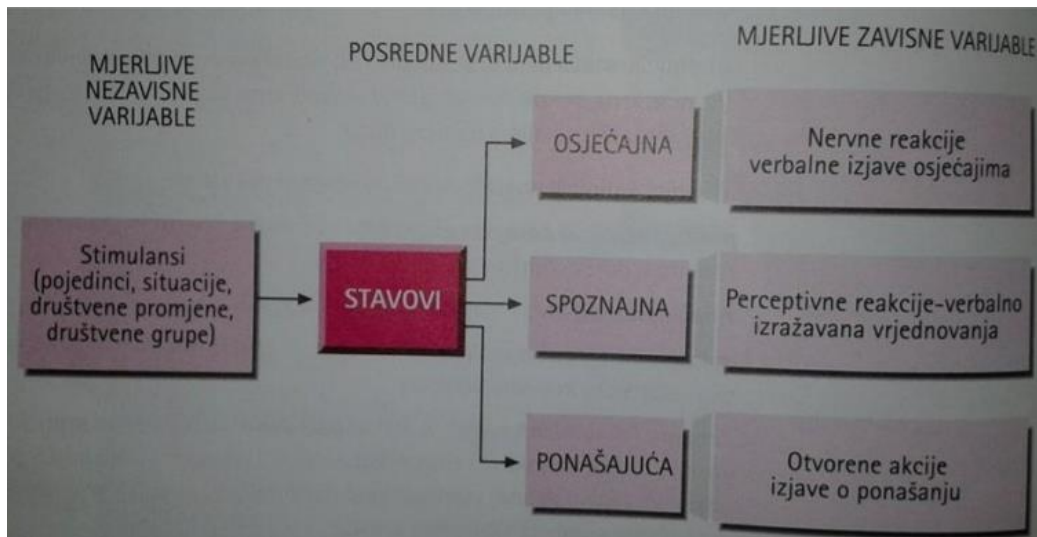 MJERLJIVE
NEZAVISNE
VARIJABLE
POSREDNE VARIJABLE
MJERLJIVE ZAVISNE VARIJABLE
Stimulansi
(pojedinci, situacije,
društvene promjene,
društvene grupe)
STAVOVI
OSJEĆAJNA
Nervne reakcije
verbalne izjave osjećajima
SPOZNAJNA
Perceptivne reakcije-verbalno
izražavana vrjednovanja
PONAŠAJUĆA
Otvorene akcije
izjave o ponašanju